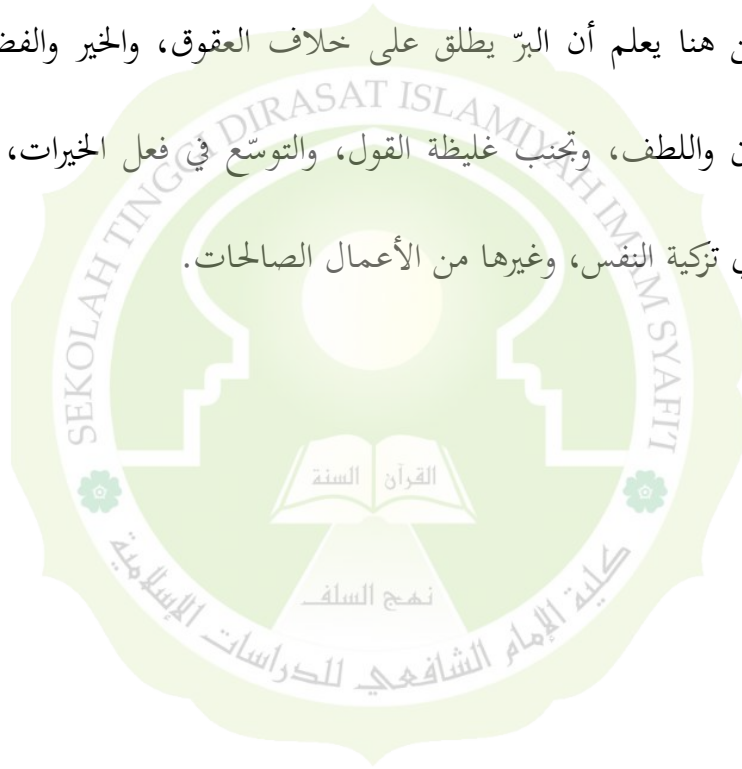 هنا يعلم أن البرّ يطلق على خلاف العقوق، والخير
واللطف، وتجنب غليظة القول، والتوسّع في فعل الخيرات،
تزكية النفس، وغيرها من الأعمال الصالحات.
SEKOLAH TINGGI DIRASAT ISLAMIYAH IMAM SYAFI'I
القرآن السنة
نهج السلف
كلية الإمام الشافعي للدراسات الإسلامية